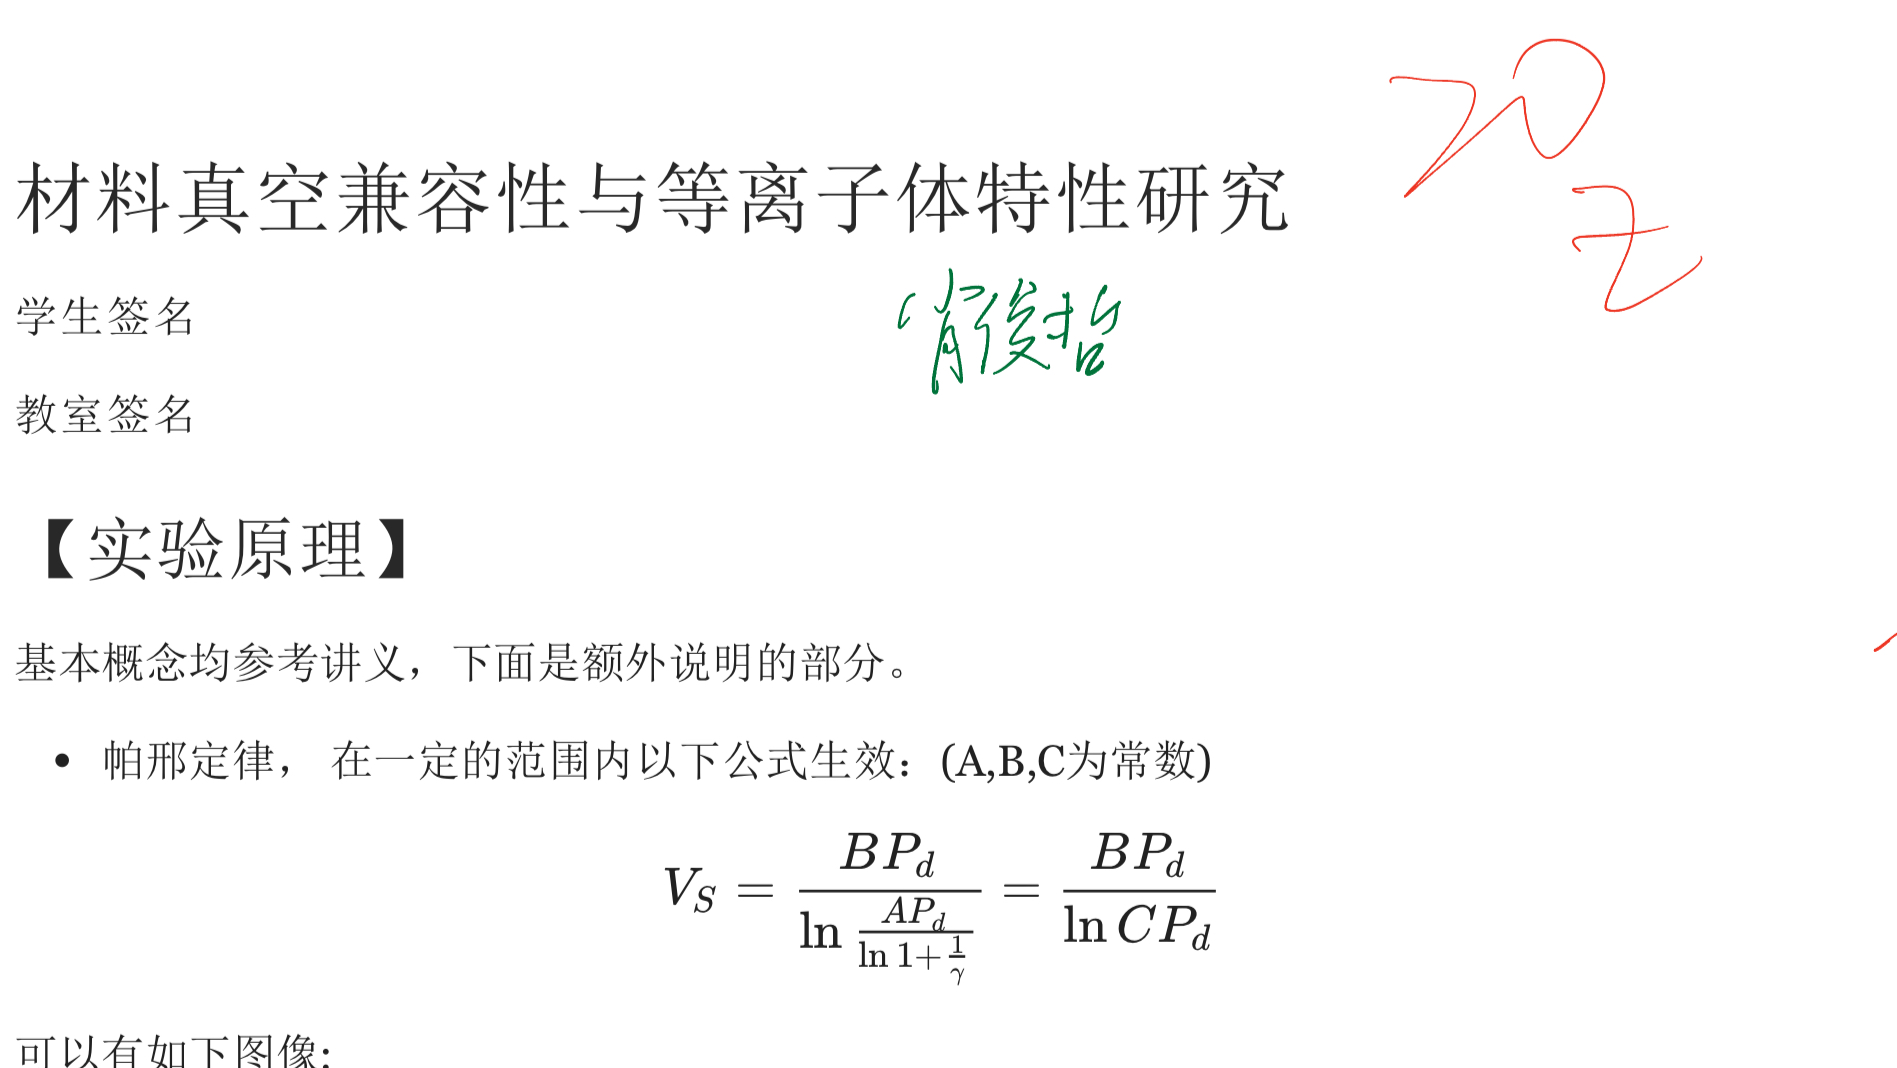 材料真空兼容性与等离子体特性研究
学生签名
肖俊哲
教室签名
【实验原理】
基本概念均参考讲义，下面是额外说明的部分。
• 帕邢定律， 在一定的范围内以下公式生效：(A,B,C为常数)
V_S = \frac{BP_d}{\ln \frac{AP_d}{\ln 1+\frac{1}{\gamma}}} = \frac{BP_d}{\ln CP_d}
可以有如下图像: